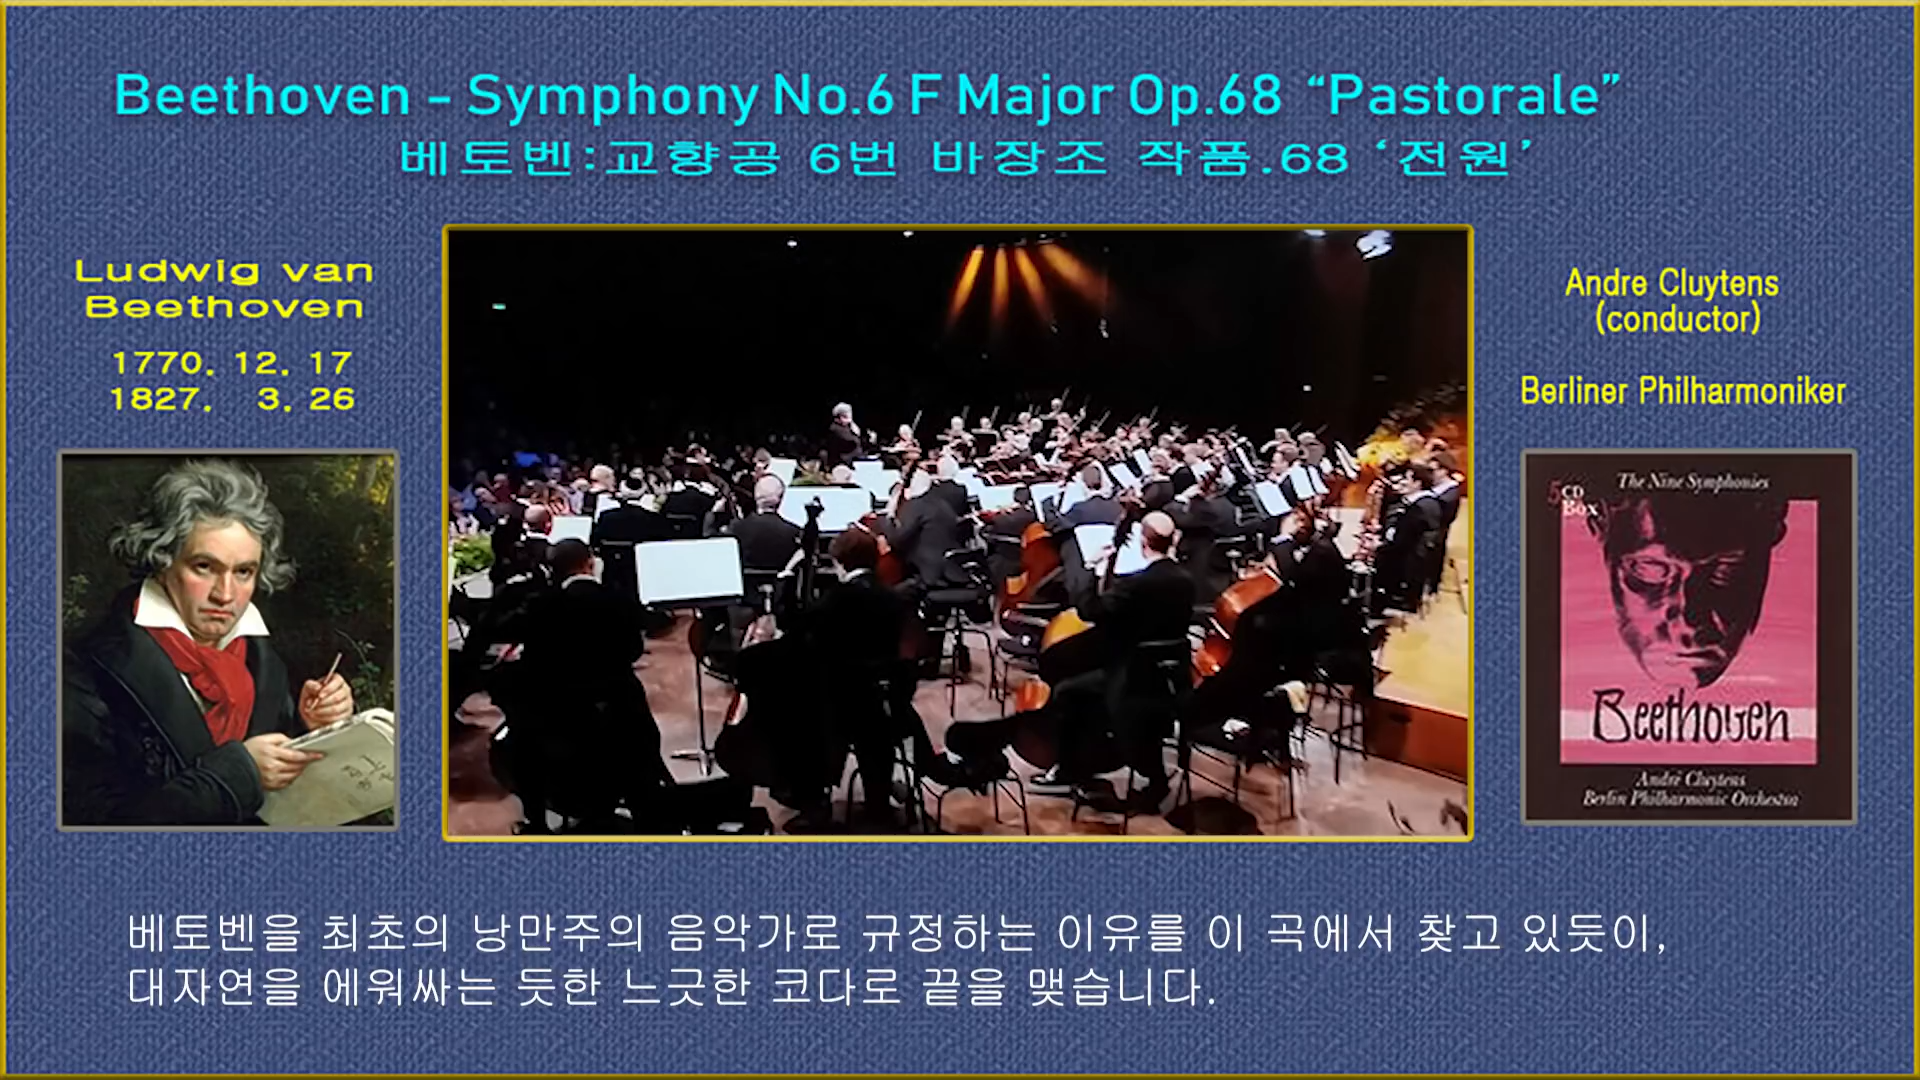 Beethoven - Symphony No.6 F Major Op.68 “Pastorale”
베토벤:교향공 6번 바장조 작품.68 ‘전원’
Ludwig van
Beethoven
1770. 12. 17
1827. 3. 26
Andre Cluytens
(conductor)
Berliner Philharmoniker
The Nine Symphonies
5CD
Box
Beethoven
André Cluytens
Berlin Philharmonic Orchestra
베토벤을 최초의 낭만주의 음악가로 규정하는 이유를 이 곡에서 찾고 있듯이,
대자연을 에워싸는 듯한 느긋한 코다로 끝을 맺습니다.